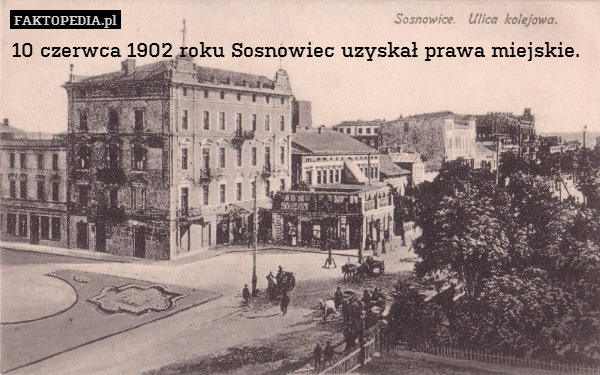 FAKTOPEDIA.pl
Sosnowice. Ulica kolejowa.
10 czerwca 1902 roku Sosnowiec uzyskał prawa miejskie.